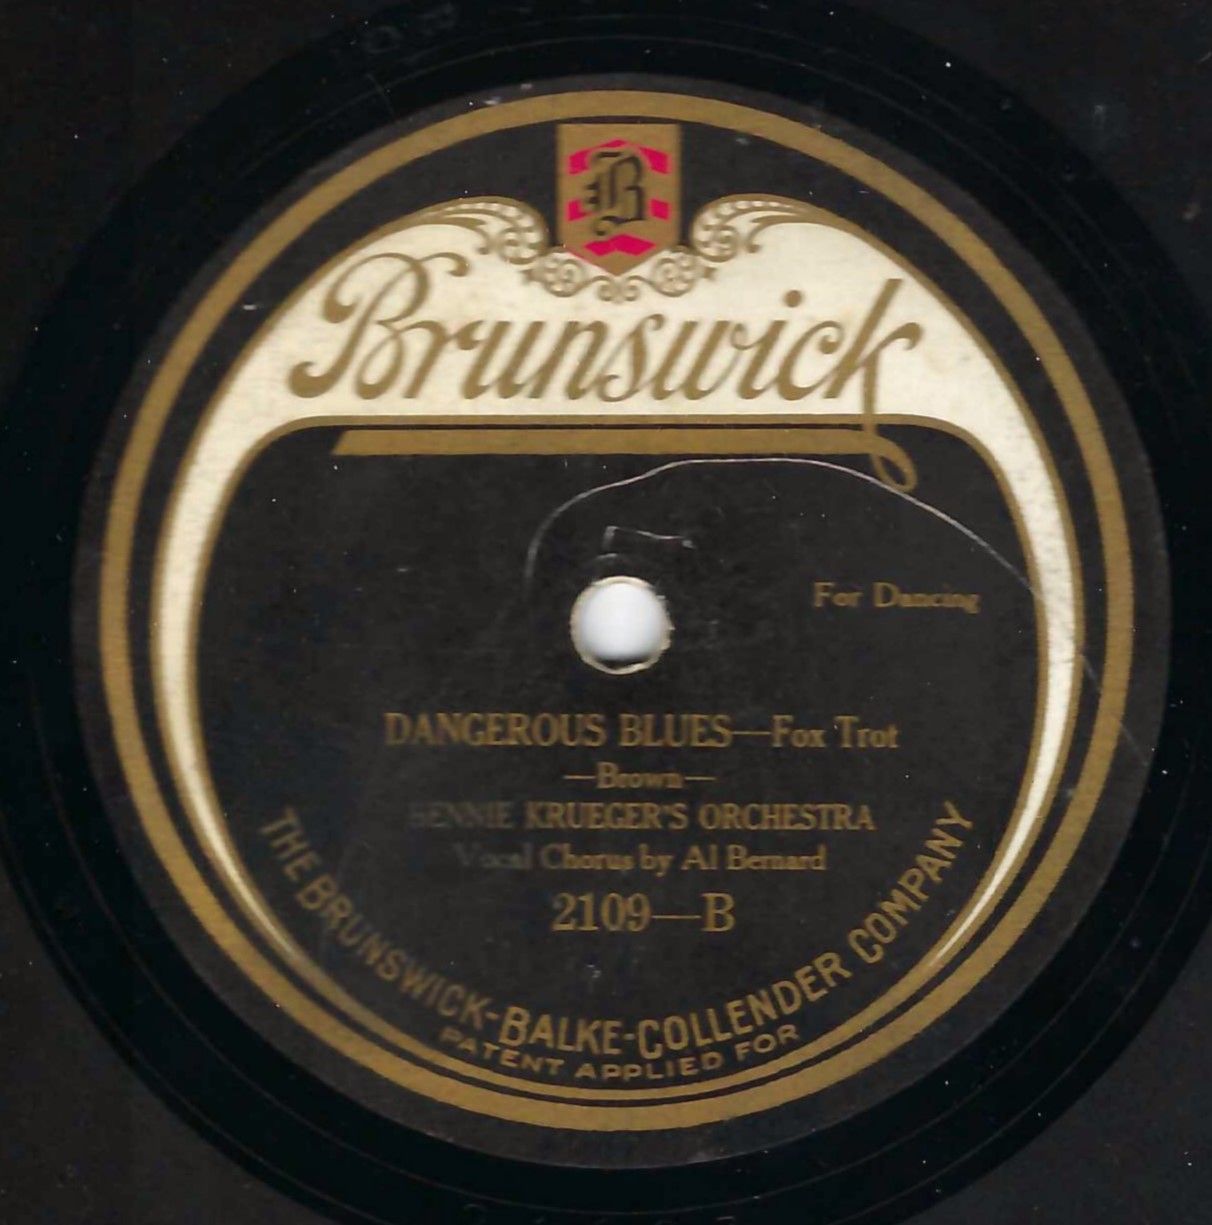 B
Brunswick
For Dancing
DANGEROUS BLUES—Fox Trot
—Brown—
BENNIE KRUEGER'S ORCHESTRA
Vocal Chorus by Al Bernard
2109—B
THE BRUNSWICK-BALKE-COLLENDER COMPANY
PATENT APPLIED FOR